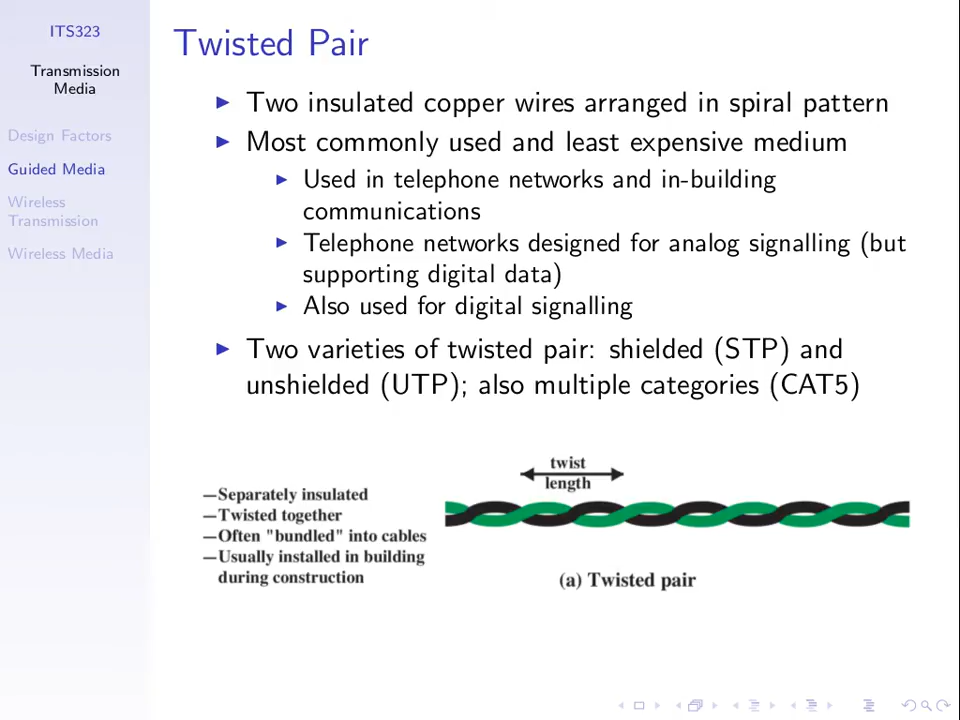 ITS323
Transmission
Media
Design Factors
Guided Media
Wireless
Transmission
Wireless Media
Twisted Pair
Two insulated copper wires arranged in spiral pattern
Most commonly used and least expensive medium
Used in telephone networks and in-building
communications
Telephone networks designed for analog signalling (but
supporting digital data)
Also used for digital signalling
Two varieties of twisted pair: shielded (STP) and
unshielded (UTP); also multiple categories (CAT5)
—Separately insulated
—Twisted together
—Often "bundled" into cables
—Usually installed in building
during construction
twist
length
(a) Twisted pair